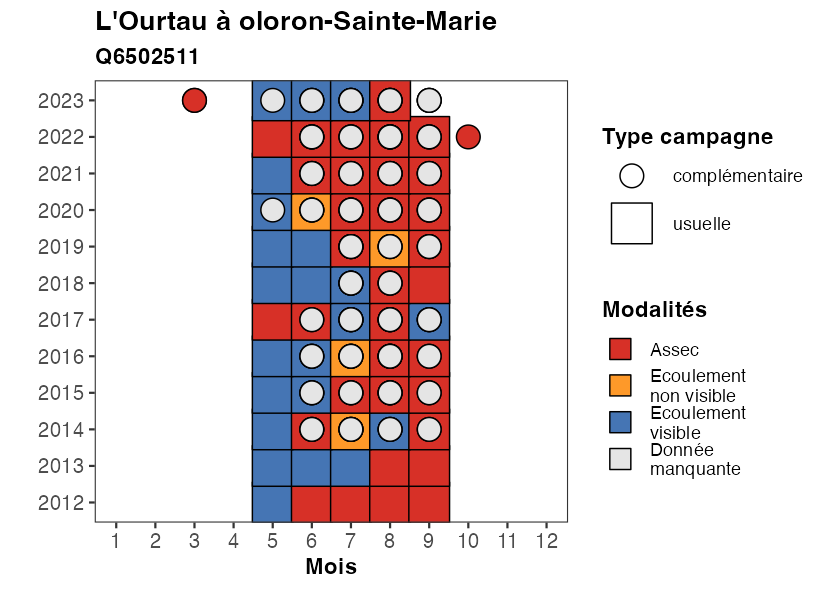 L'Ourtau à oloron-Sainte-Marie
Q6502511
2023
2022
2021
2020
2019
2018
2017
2016
2015
2014
2013
2012
1 2 3 4 5 6 7 8 9 10 11 12
Mois
Type campagne
complémentaire
usuelle
Modalités
Assec
Ecoulement
non visible
Ecoulement
visible
Donnée
manquante